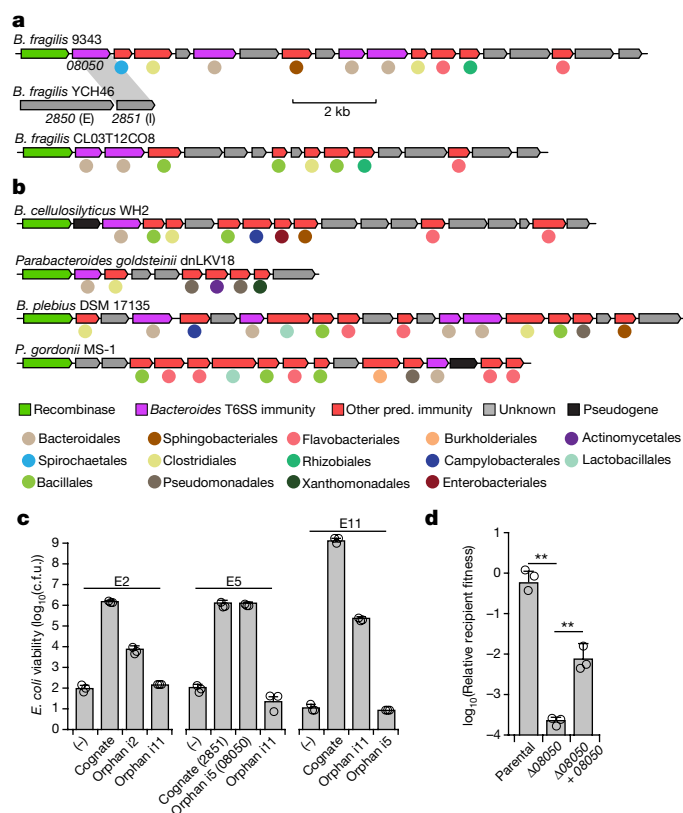 a
B. fragilis 9343
08050
B. fragilis YCH46
2850 (E) 2851 (I)
2 kb
B. fragilis CL03T12CO8
b
B. cellulosilyticus WH2
Parabacteroides goldsteinii dnLKV18
B. plebius DSM 17135
P. gordonii MS-1
Recombinase Bacteroides T6SS immunity Other pred. immunity Unknown Pseudogene
Bacteroidales Sphingobacteriales Flavobacteriales Burkholderiales Actinomycetales
Spirochaetales Clostridiales Rhizobiales Campylobacterales Lactobacillales
Bacillales Pseudomonadales Xanthomonadales Enterobacteriales
c
E. coli viability (log10(c.f.u.))
9
8
7
6
5
4
3
2
1
0
E2 E5 E11
(–) Cognate Orphan i2 Orphan i11
(–) Cognate (2851) Orphan i5 (08050) Orphan i11
(–) Cognate Orphan i11 Orphan i5
d
log10(Relative recipient fitness)
1
0
–1
–2
–3
–4
** **
Parental Δ08050 Δ08050 + 08050